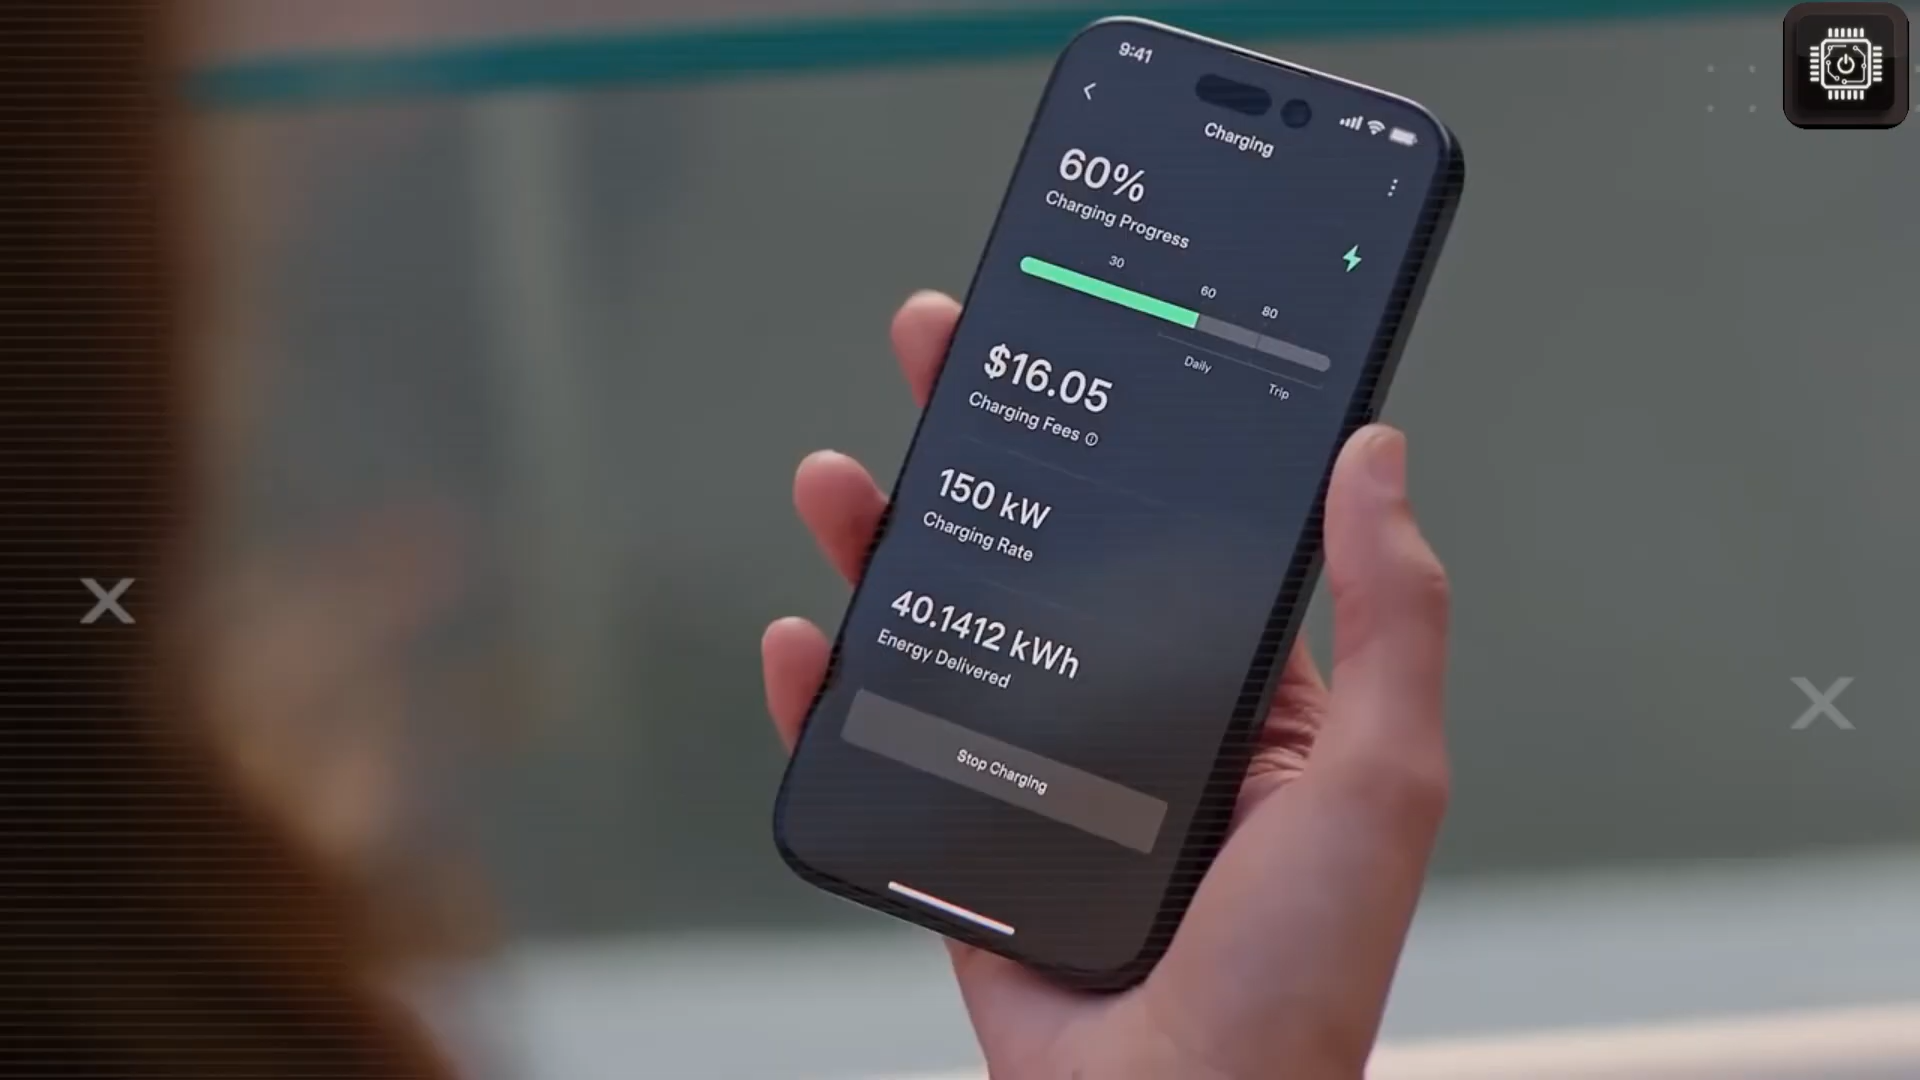 9:41
Charging
60%
Charging Progress
30
60
80
Daily
Trip
$16.05
Charging Fees
150 kW
Charging Rate
40.1412 kWh
Energy Delivered
Stop Charging